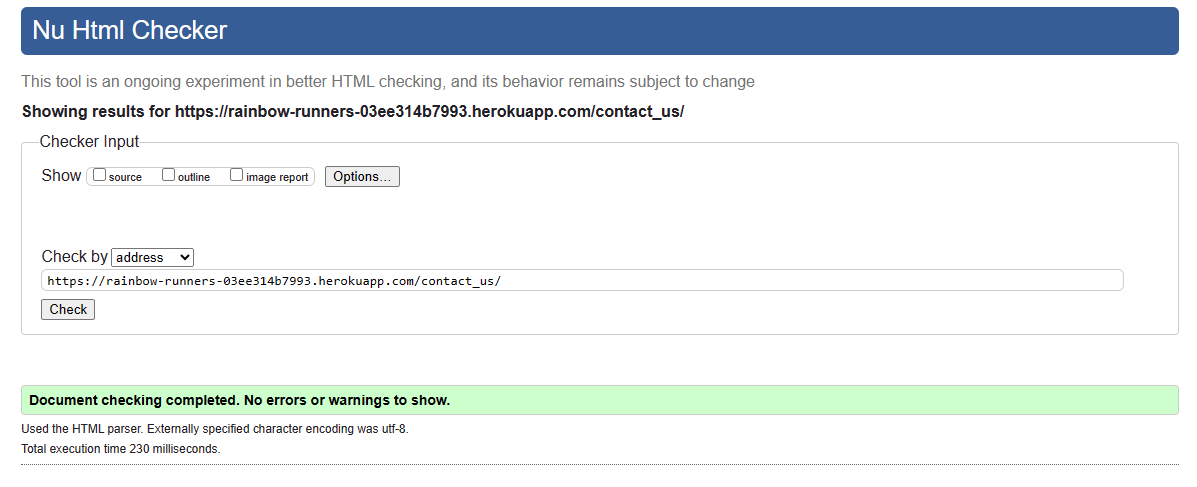 Nu Html Checker
This tool is an ongoing experiment in better HTML checking, and its behavior remains subject to change
Showing results for https://rainbow-runners-03ee314b7993.herokuapp.com/contact_us/
Checker Input
Show source outline image report Options...
Check by address
https://rainbow-runners-03ee314b7993.herokuapp.com/contact_us/
Check
Document checking completed. No errors or warnings to show.
Used the HTML parser. Externally specified character encoding was utf-8.
Total execution time 230 milliseconds.